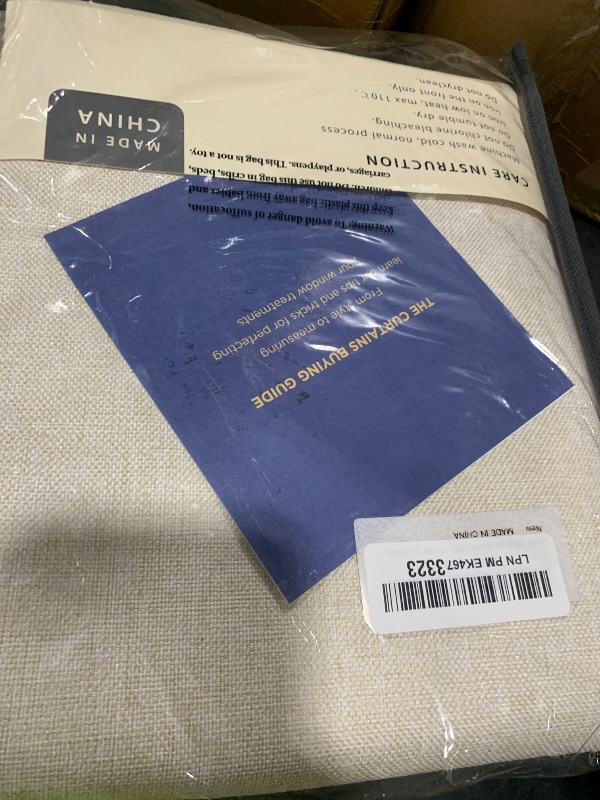 CARE INSTRUCTION
Machine wash cold, normal process
Do not chlorine bleaching.
Do not tumble dry.
Iron on low heat, max 110℃.
Iron on the front only.
Do not dryclean.
MADE IN
CHINA
Warning: To avoid danger of suffocation,
Keep this plastic bag away from babies and
children. Do not use this bag in cribs, beds,
carriages, or playpens. This bag is not a toy.
THE CURTAINS BUYING GUIDE
From style to measuring
learn our tips and tricks for perfecting
your window treatments
LPN PM EK467 3323
New
MADE IN CHINA